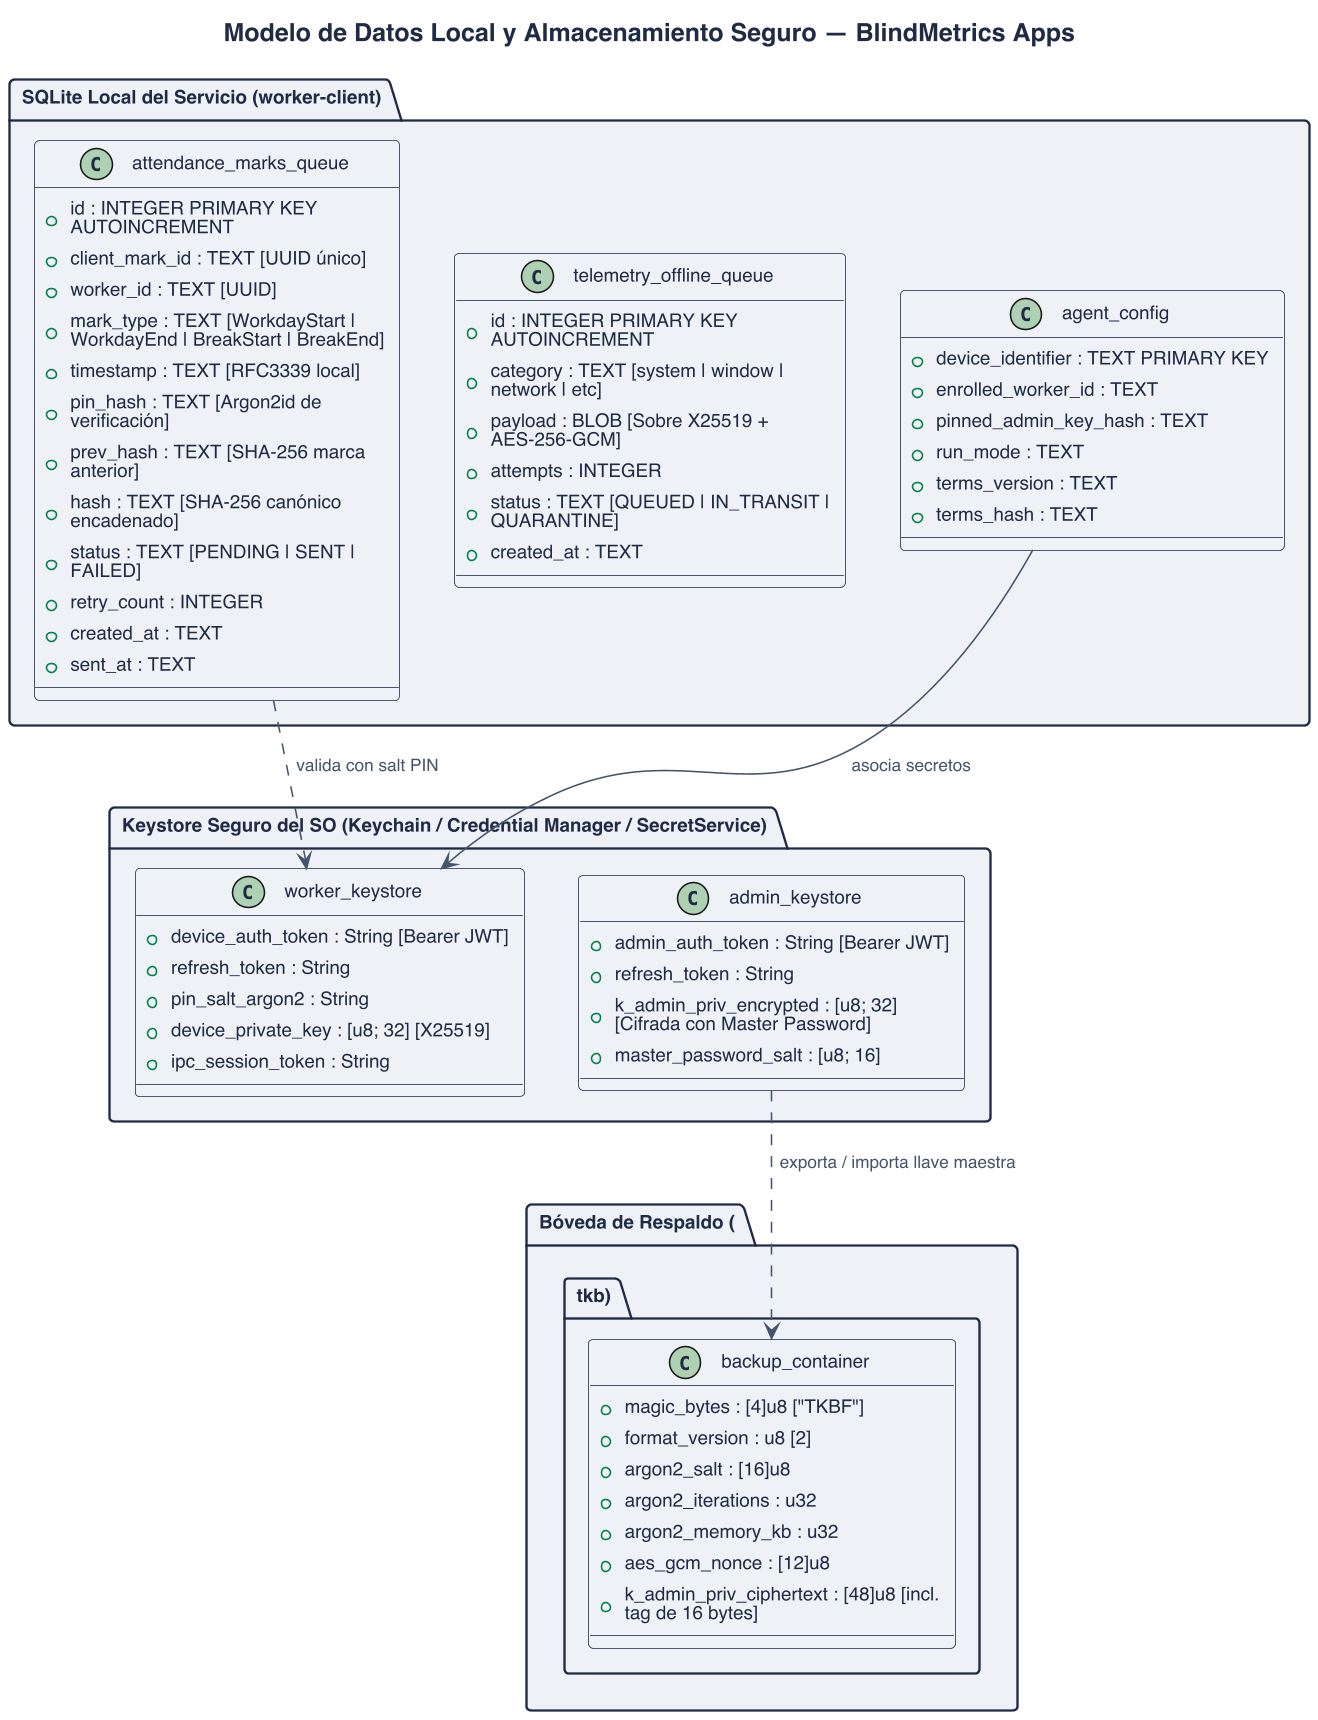 Modelo de Datos Local y Almacenamiento Seguro — BlindMetrics Apps
SQLite Local del Servicio (worker-client)
C attendance_marks_queue
id : INTEGER PRIMARY KEY
AUTOINCREMENT
client_mark_id : TEXT [UUID único]
worker_id : TEXT [UUID]
mark_type : TEXT [WorkdayStart |
WorkdayEnd | BreakStart | BreakEnd]
timestamp : TEXT [RFC3339 local]
pin_hash : TEXT [Argon2id de
verificación]
prev_hash : TEXT [SHA-256 marca
anterior]
hash : TEXT [SHA-256 canónico
encadenado]
status : TEXT [PENDING | SENT |
FAILED]
retry_count : INTEGER
created_at : TEXT
sent_at : TEXT
C telemetry_offline_queue
id : INTEGER PRIMARY KEY
AUTOINCREMENT
category : TEXT [system | window |
network | etc]
payload : BLOB [Sobre X25519 +
AES-256-GCM]
attempts : INTEGER
status : TEXT [QUEUED | IN_TRANSIT |
QUARANTINE]
created_at : TEXT
C agent_config
device_identifier : TEXT PRIMARY KEY
enrolled_worker_id : TEXT
pinned_admin_key_hash : TEXT
run_mode : TEXT
terms_version : TEXT
terms_hash : TEXT
valida con salt PIN
asocia secretos
Keystore Seguro del SO (Keychain / Credential Manager / SecretService)
C worker_keystore
device_auth_token : String [Bearer JWT]
refresh_token : String
pin_salt_argon2 : String
device_private_key : [u8; 32] [X25519]
ipc_session_token : String
C admin_keystore
admin_auth_token : String [Bearer JWT]
refresh_token : String
k_admin_priv_encrypted : [u8; 32]
[Cifrada con Master Password]
master_password_salt : [u8; 16]
exporta / importa llave maestra
Bóveda de Respaldo (
tkb)
C backup_container
magic_bytes : [4]u8 ["TKBF"]
format_version : u8 [2]
argon2_salt : [16]u8
argon2_iterations : u32
argon2_memory_kb : u32
aes_gcm_nonce : [12]u8
k_admin_priv_ciphertext : [48]u8 [incl.
tag de 16 bytes]